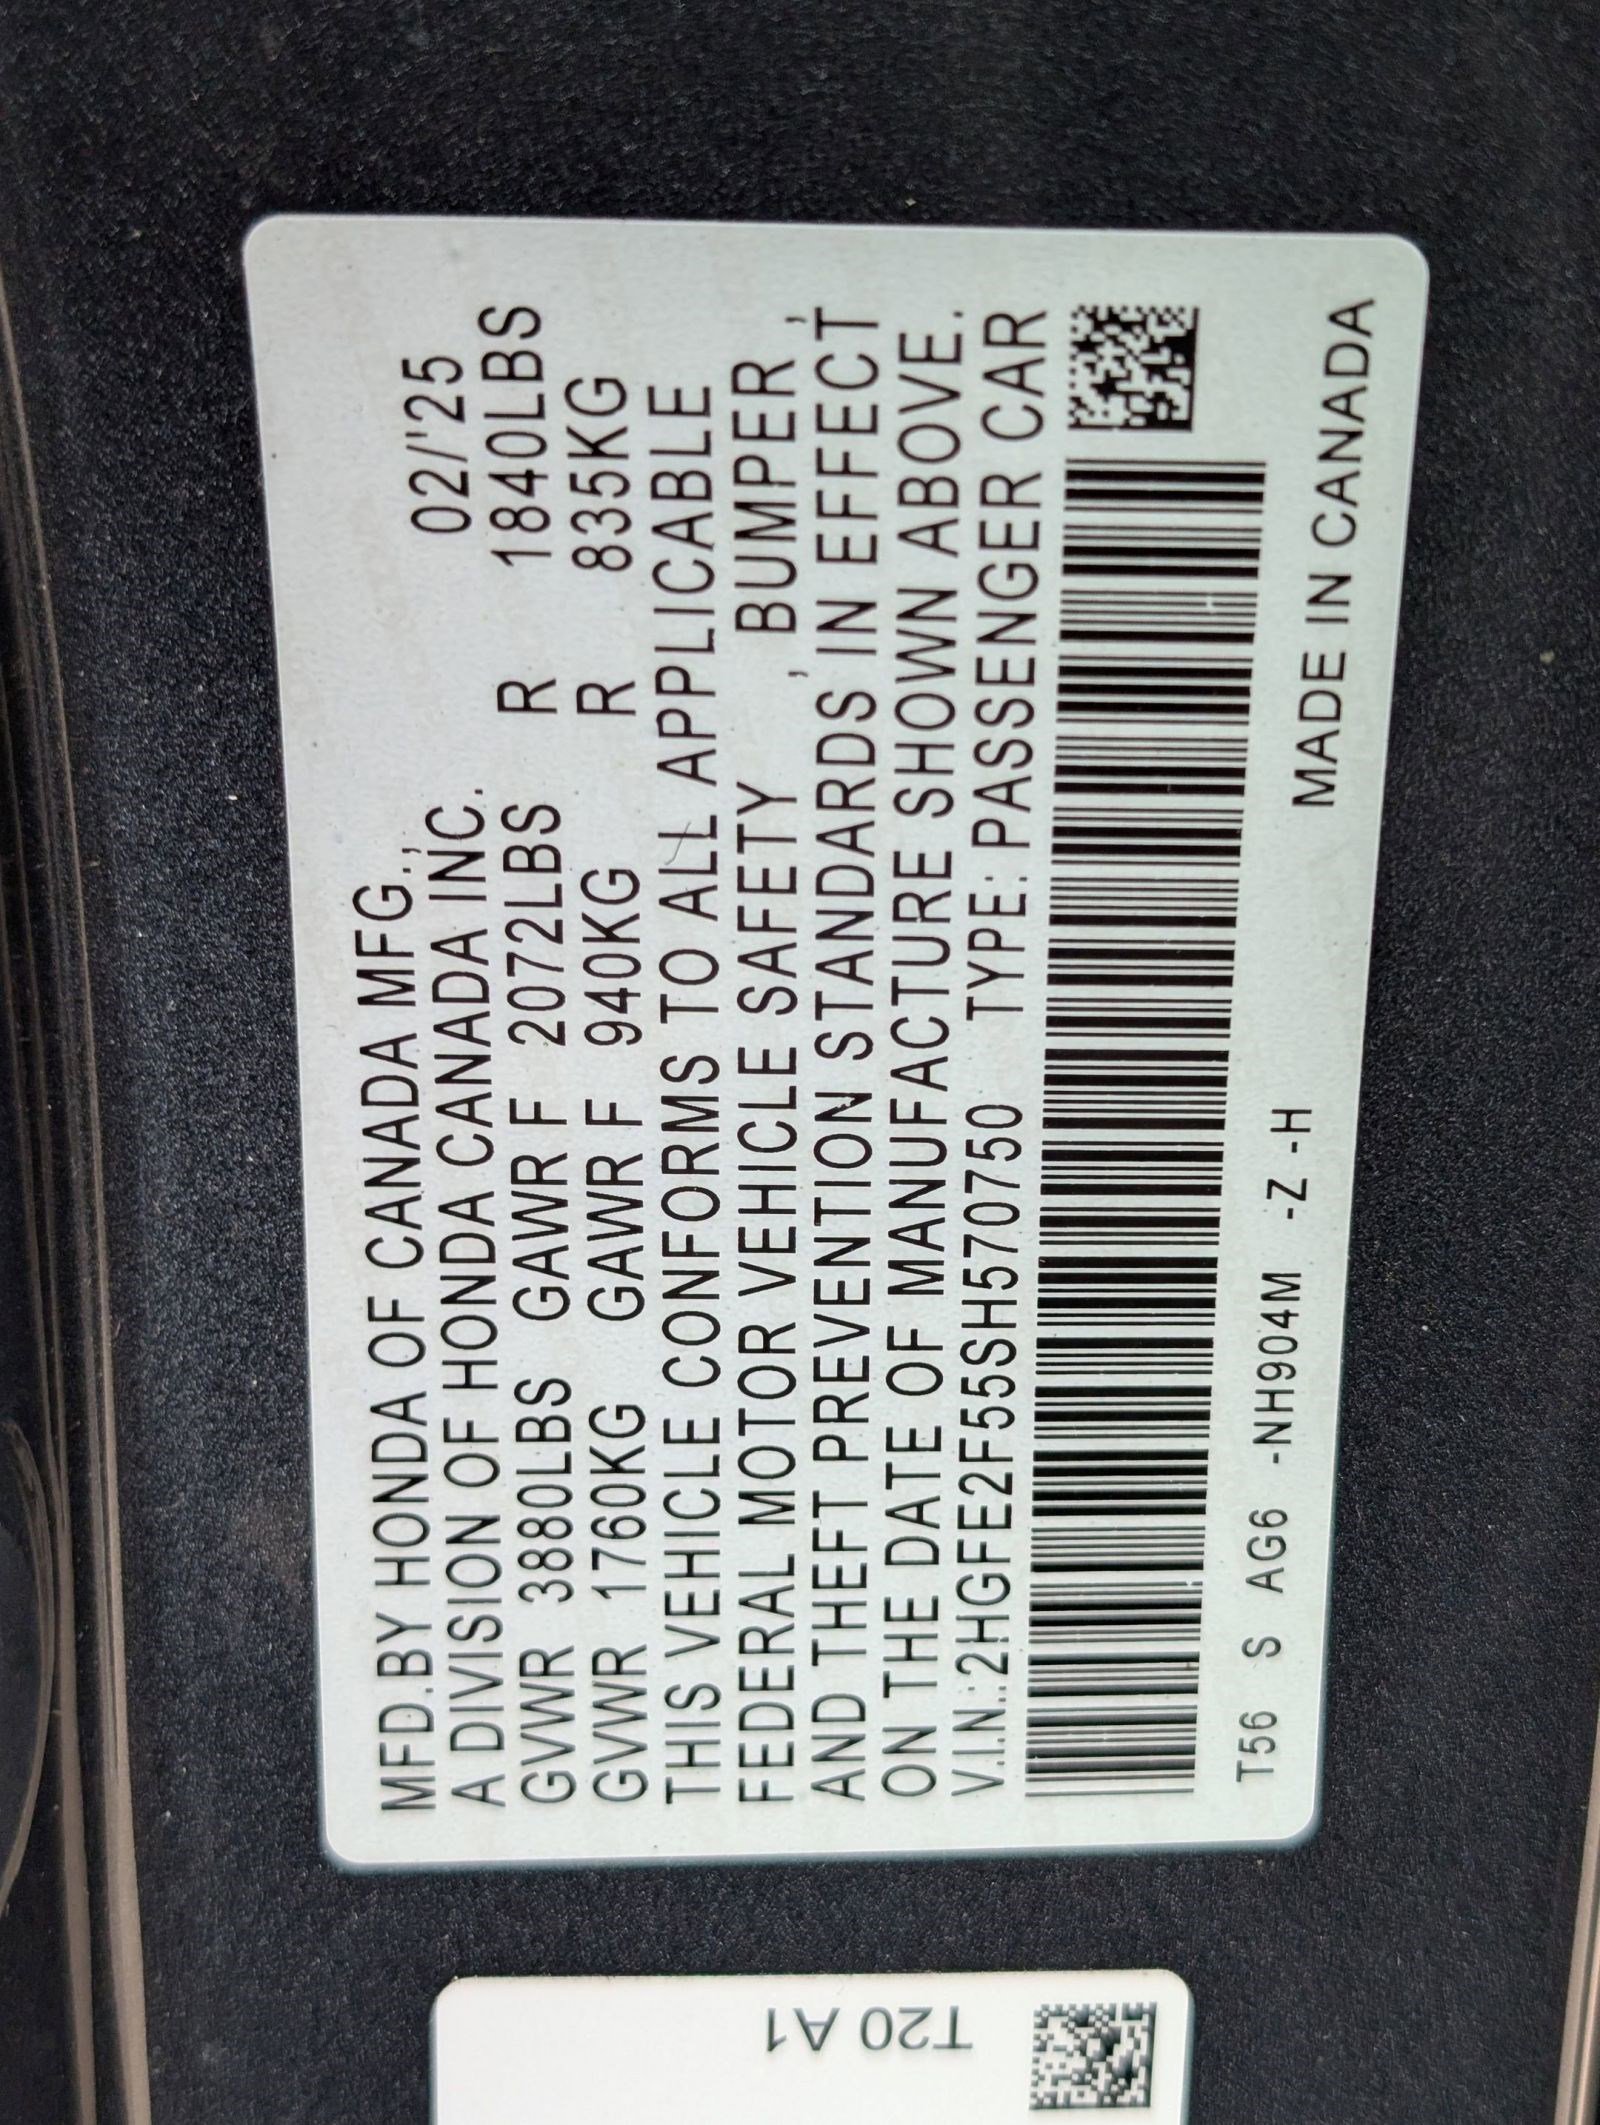 MFD.BY HONDA OF CANADA MFG.,
A DIVISION OF HONDA CANADA INC. 02/'25
GVWR 3880LBS GAWR F 2072LBS R 1840LBS
GVWR 1760KG GAWR F 940KG R 835KG
THIS VEHICLE CONFORMS TO ALL APPLICABLE
FEDERAL MOTOR VEHICLE SAFETY , BUMPER ,
AND THEFT PREVENTION STANDARDS IN EFFECT
ON THE DATE OF MANUFACTURE SHOWN ABOVE.
V.I.N.:2HGFE2F55SH570750 TYPE: PASSENGER CAR
T56 S AG6 -NH904M -Z -H MADE IN CANADA
T20 A1